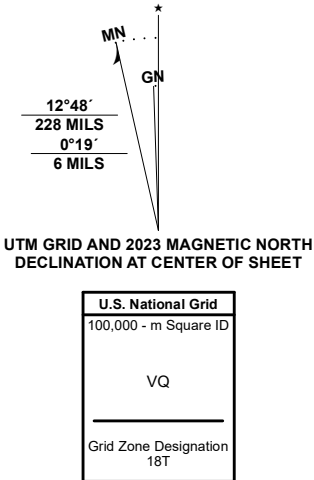 ★
MN
GN
12°48´
228 MILS
0°19´
6 MILS
UTM GRID AND 2023 MAGNETIC NORTH
DECLINATION AT CENTER OF SHEET
U.S. National Grid
100,000 - m Square ID
VQ
Grid Zone Designation
18T